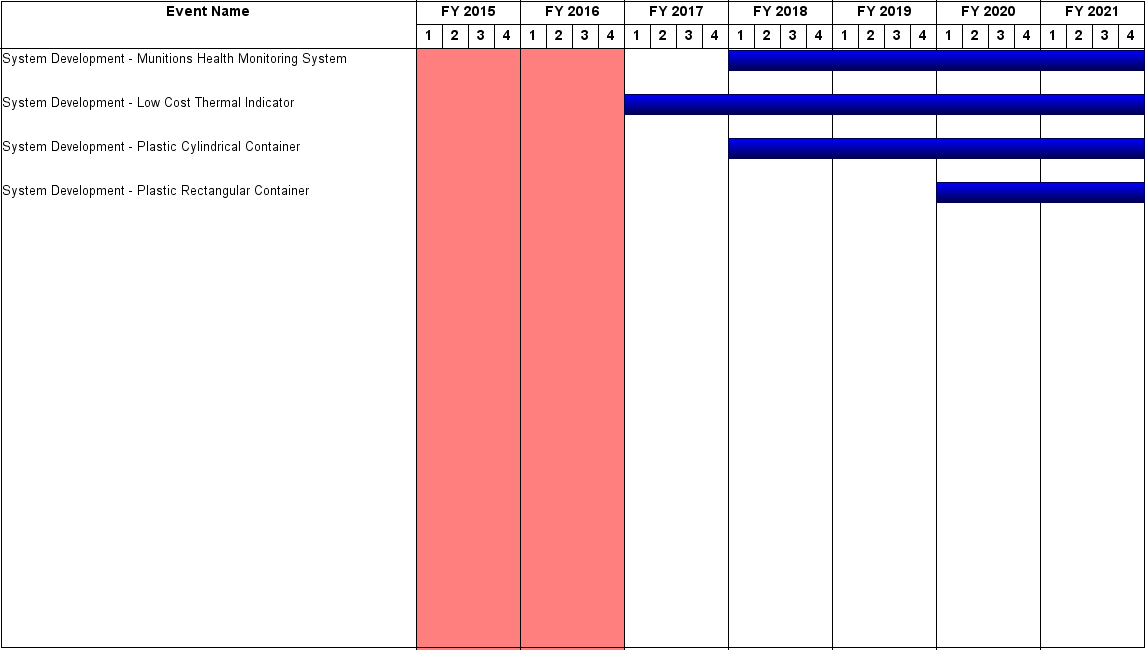 Event Name FY 2015 FY 2016 FY 2017 FY 2018 FY 2019 FY 2020 FY 2021
1 2 3 4 1 2 3 4 1 2 3 4 1 2 3 4 1 2 3 4 1 2 3 4 1 2 3 4
System Development - Munitions Health Monitoring System
System Development - Low Cost Thermal Indicator
System Development - Plastic Cylindrical Container
System Development - Plastic Rectangular Container